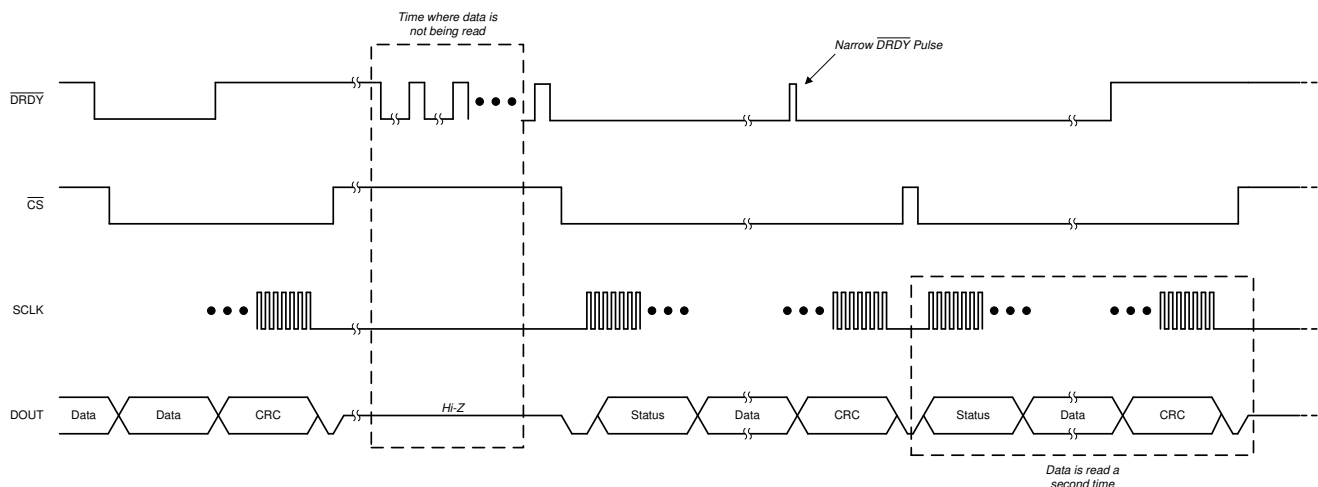 Time where data is
not being read
Narrow DRDY Pulse
DRDY
CS
SCLK
DOUT
Data
Data
CRC
Hi-Z
Status
Data
CRC
Status
Data
CRC
Data is read a
second time